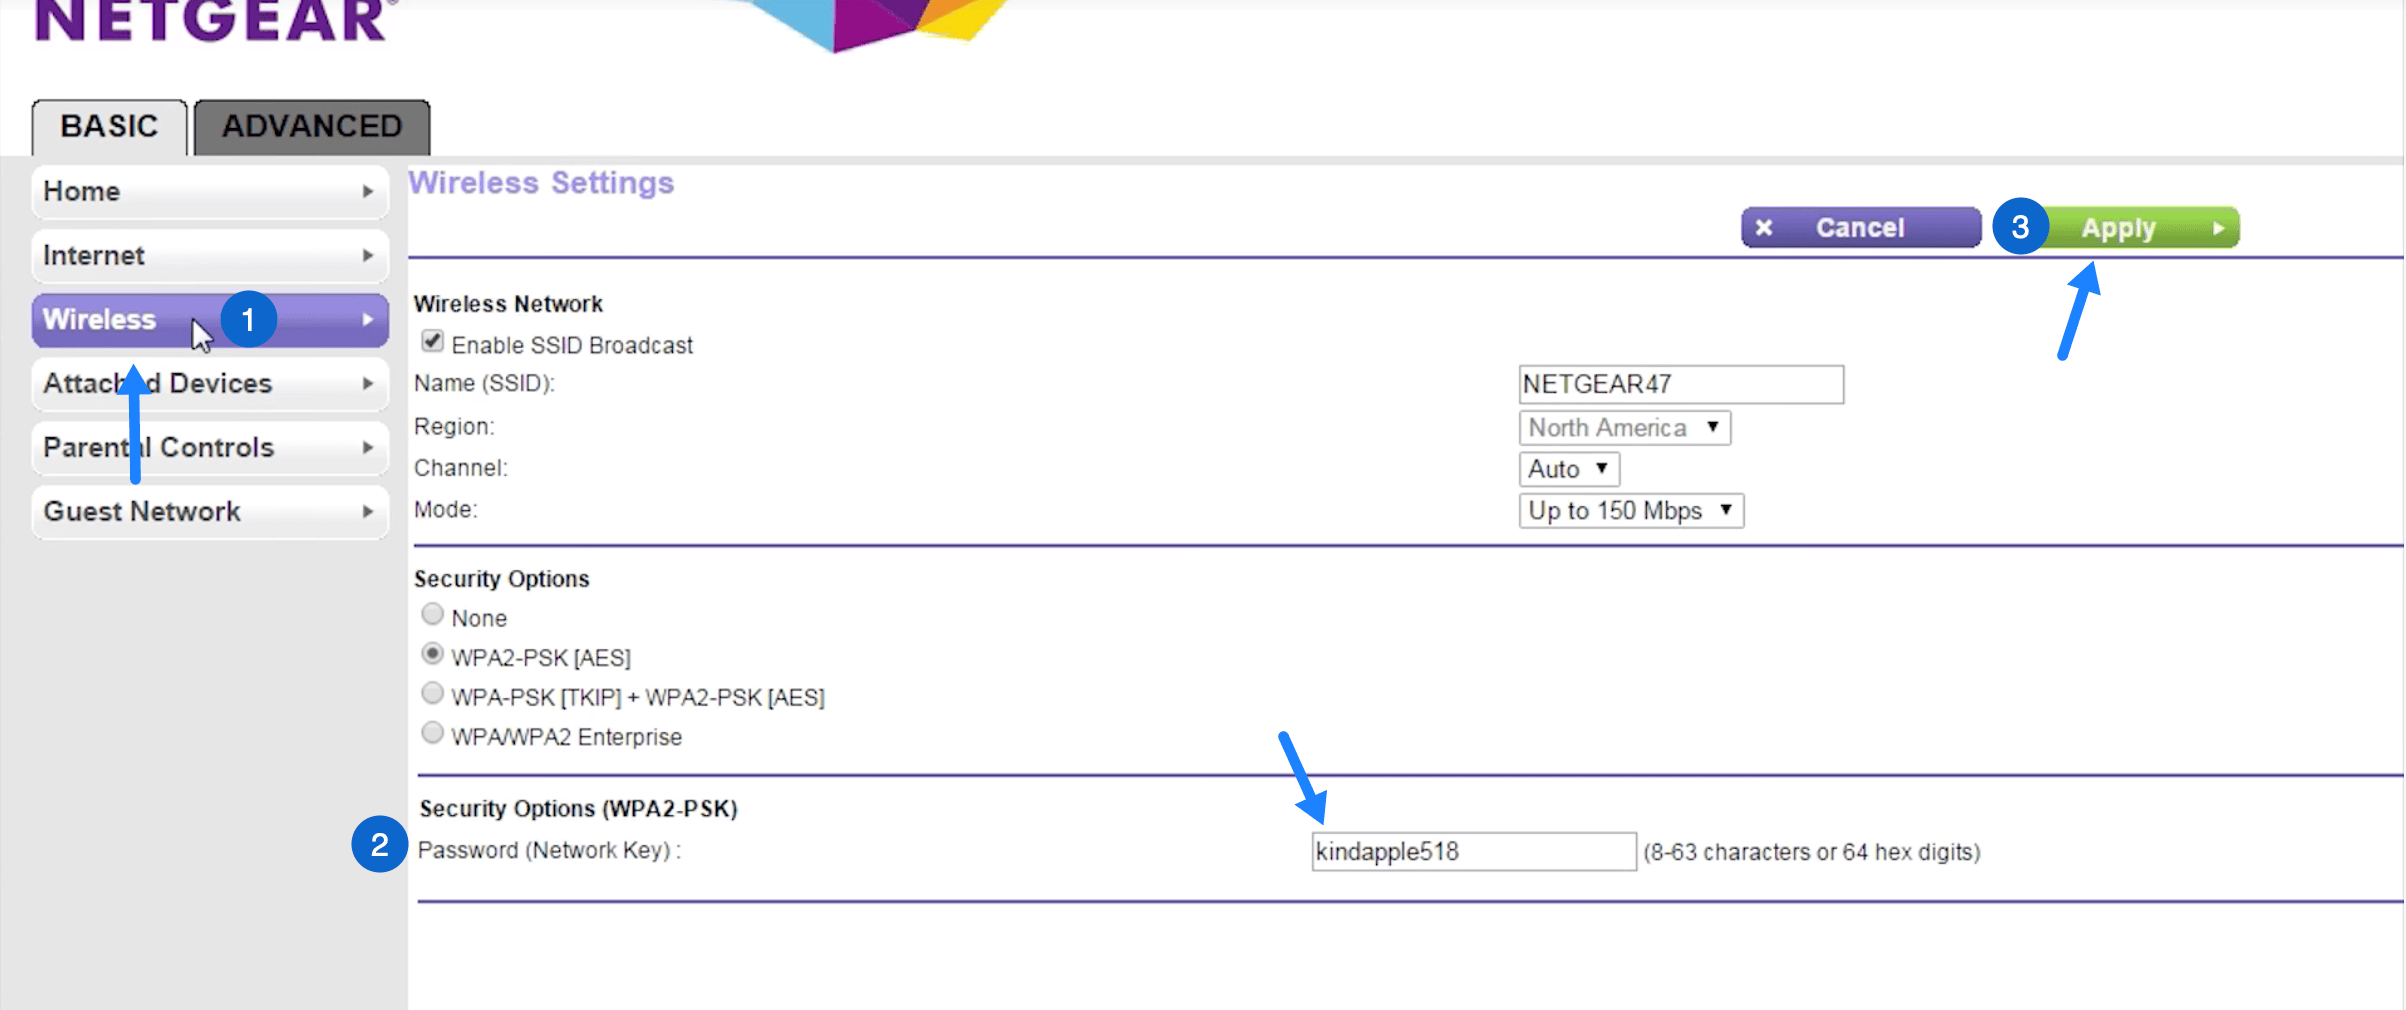 NETGEAR
BASIC
ADVANCED
Home
Internet
Wireless 1
Attached Devices
Parental Controls
Guest Network
Wireless Settings
Cancel
3 Apply
Wireless Network
Enable SSID Broadcast
Name (SSID): NETGEAR47
Region: North America
Channel: Auto
Mode: Up to 150 Mbps
Security Options
None
WPA2-PSK [AES]
WPA-PSK [TKIP] + WPA2-PSK [AES]
WPA/WPA2 Enterprise
Security Options (WPA2-PSK)
2 Password (Network Key) : kindapple518 (8-63 characters or 64 hex digits)